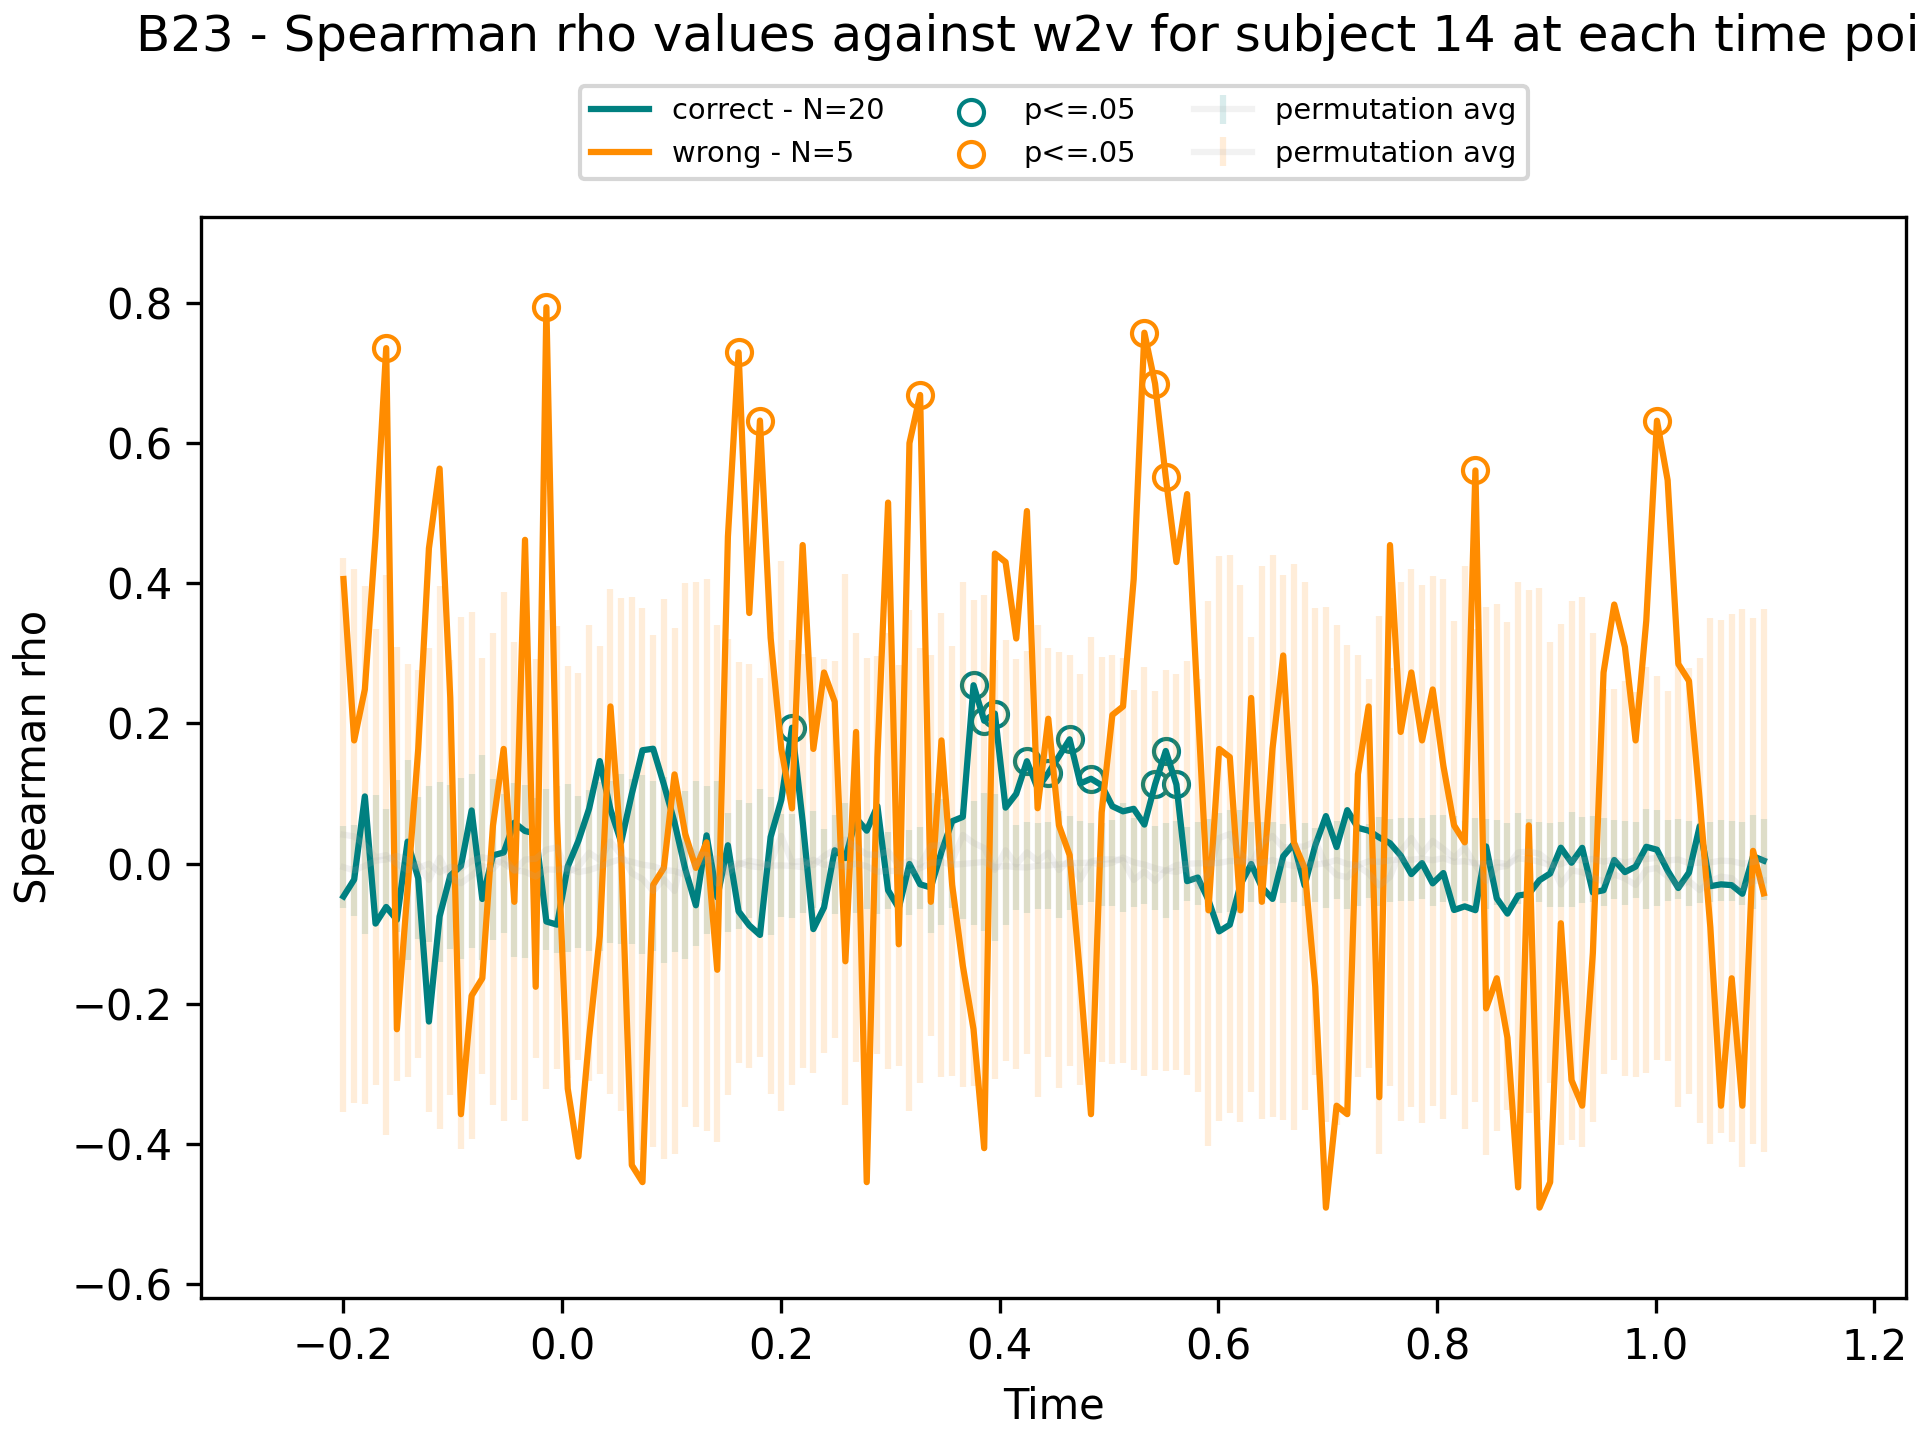 B23 - Spearman rho values against w2v for subject 14 at each time poi
correct - N=20
wrong - N=5
p<=.05
p<=.05
permutation avg
permutation avg
Spearman rho
0.8
0.6
0.4
0.2
0.0
−0.2
−0.4
−0.6
−0.2 0.0 0.2 0.4 0.6 0.8 1.0 1.2
Time